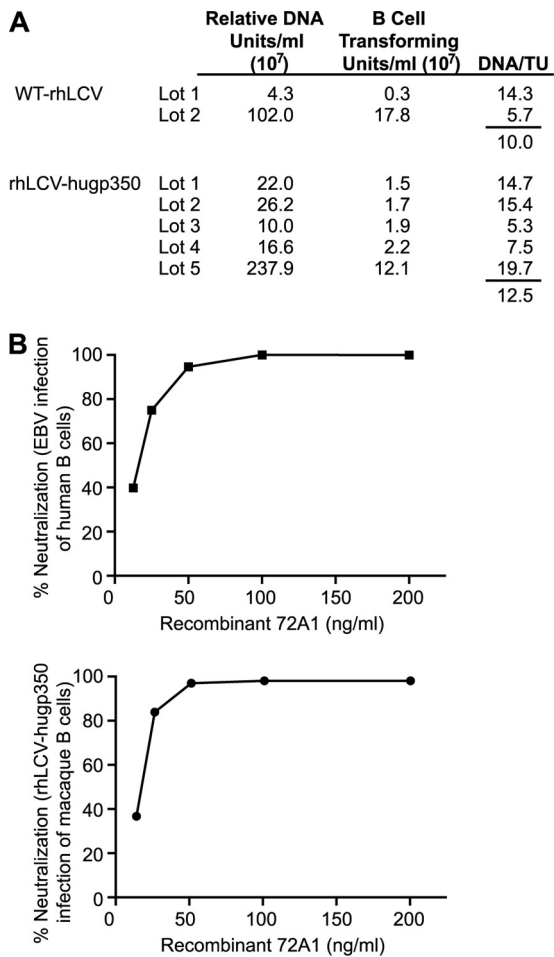 A
Relative DNA Units/ml (10⁷) B Cell Transforming Units/ml (10⁷) DNA/TU
WT-rhLCV Lot 1 4.3 0.3 14.3
Lot 2 102.0 17.8 5.7
10.0
rhLCV-hugp350 Lot 1 22.0 1.5 14.7
Lot 2 26.2 1.7 15.4
Lot 3 10.0 1.9 5.3
Lot 4 16.6 2.2 7.5
Lot 5 237.9 12.1 19.7
12.5
B
% Neutralization (EBV infection
of human B cells)
100
80
60
40
20
0
0 50 100 150 200
Recombinant 72A1 (ng/ml)
% Neutralization (rhLCV-hugp350
infection of macaque B cells)
100
80
60
40
20
0
0 50 100 150 200
Recombinant 72A1 (ng/ml)